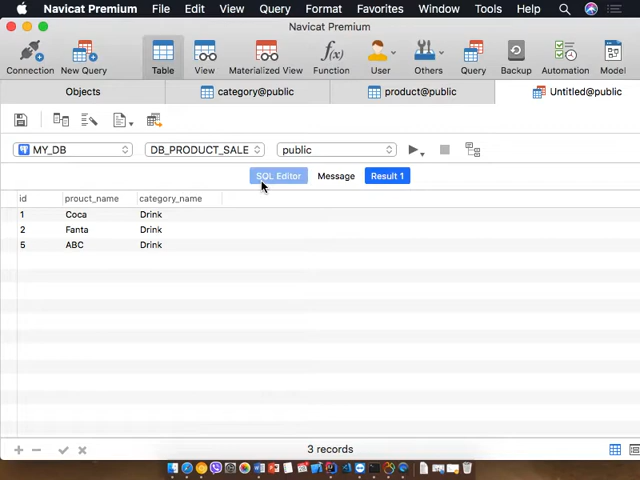 Navicat Premium File Edit View Query Format Favorites Window Tools Help
Navicat Premium
Connection New Query Table View Materialized View Function User Others Query Backup Automation Model
Objects category@public product@public Untitled@public
MY_DB DB_PRODUCT_SALE public
SQL Editor Message Result 1
id prouct_name category_name
1 Coca Drink
2 Fanta Drink
5 ABC Drink
3 records